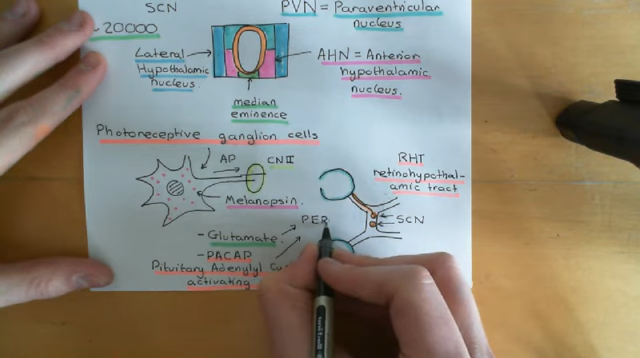 SCN
PVN = Paraventricular
nucleus
~20000
Lateral
Hypothalamic
nucleus.
AHN = Anterior
hypothalamic
nucleus.
median
eminence
Photoreceptive ganglion cells
AP
CN II
RHT
retinohypothal-
amic tract
Melanopsin.
PER
SCN
- Glutamate.
- PACAP
Pituitary Adenylyl
activating